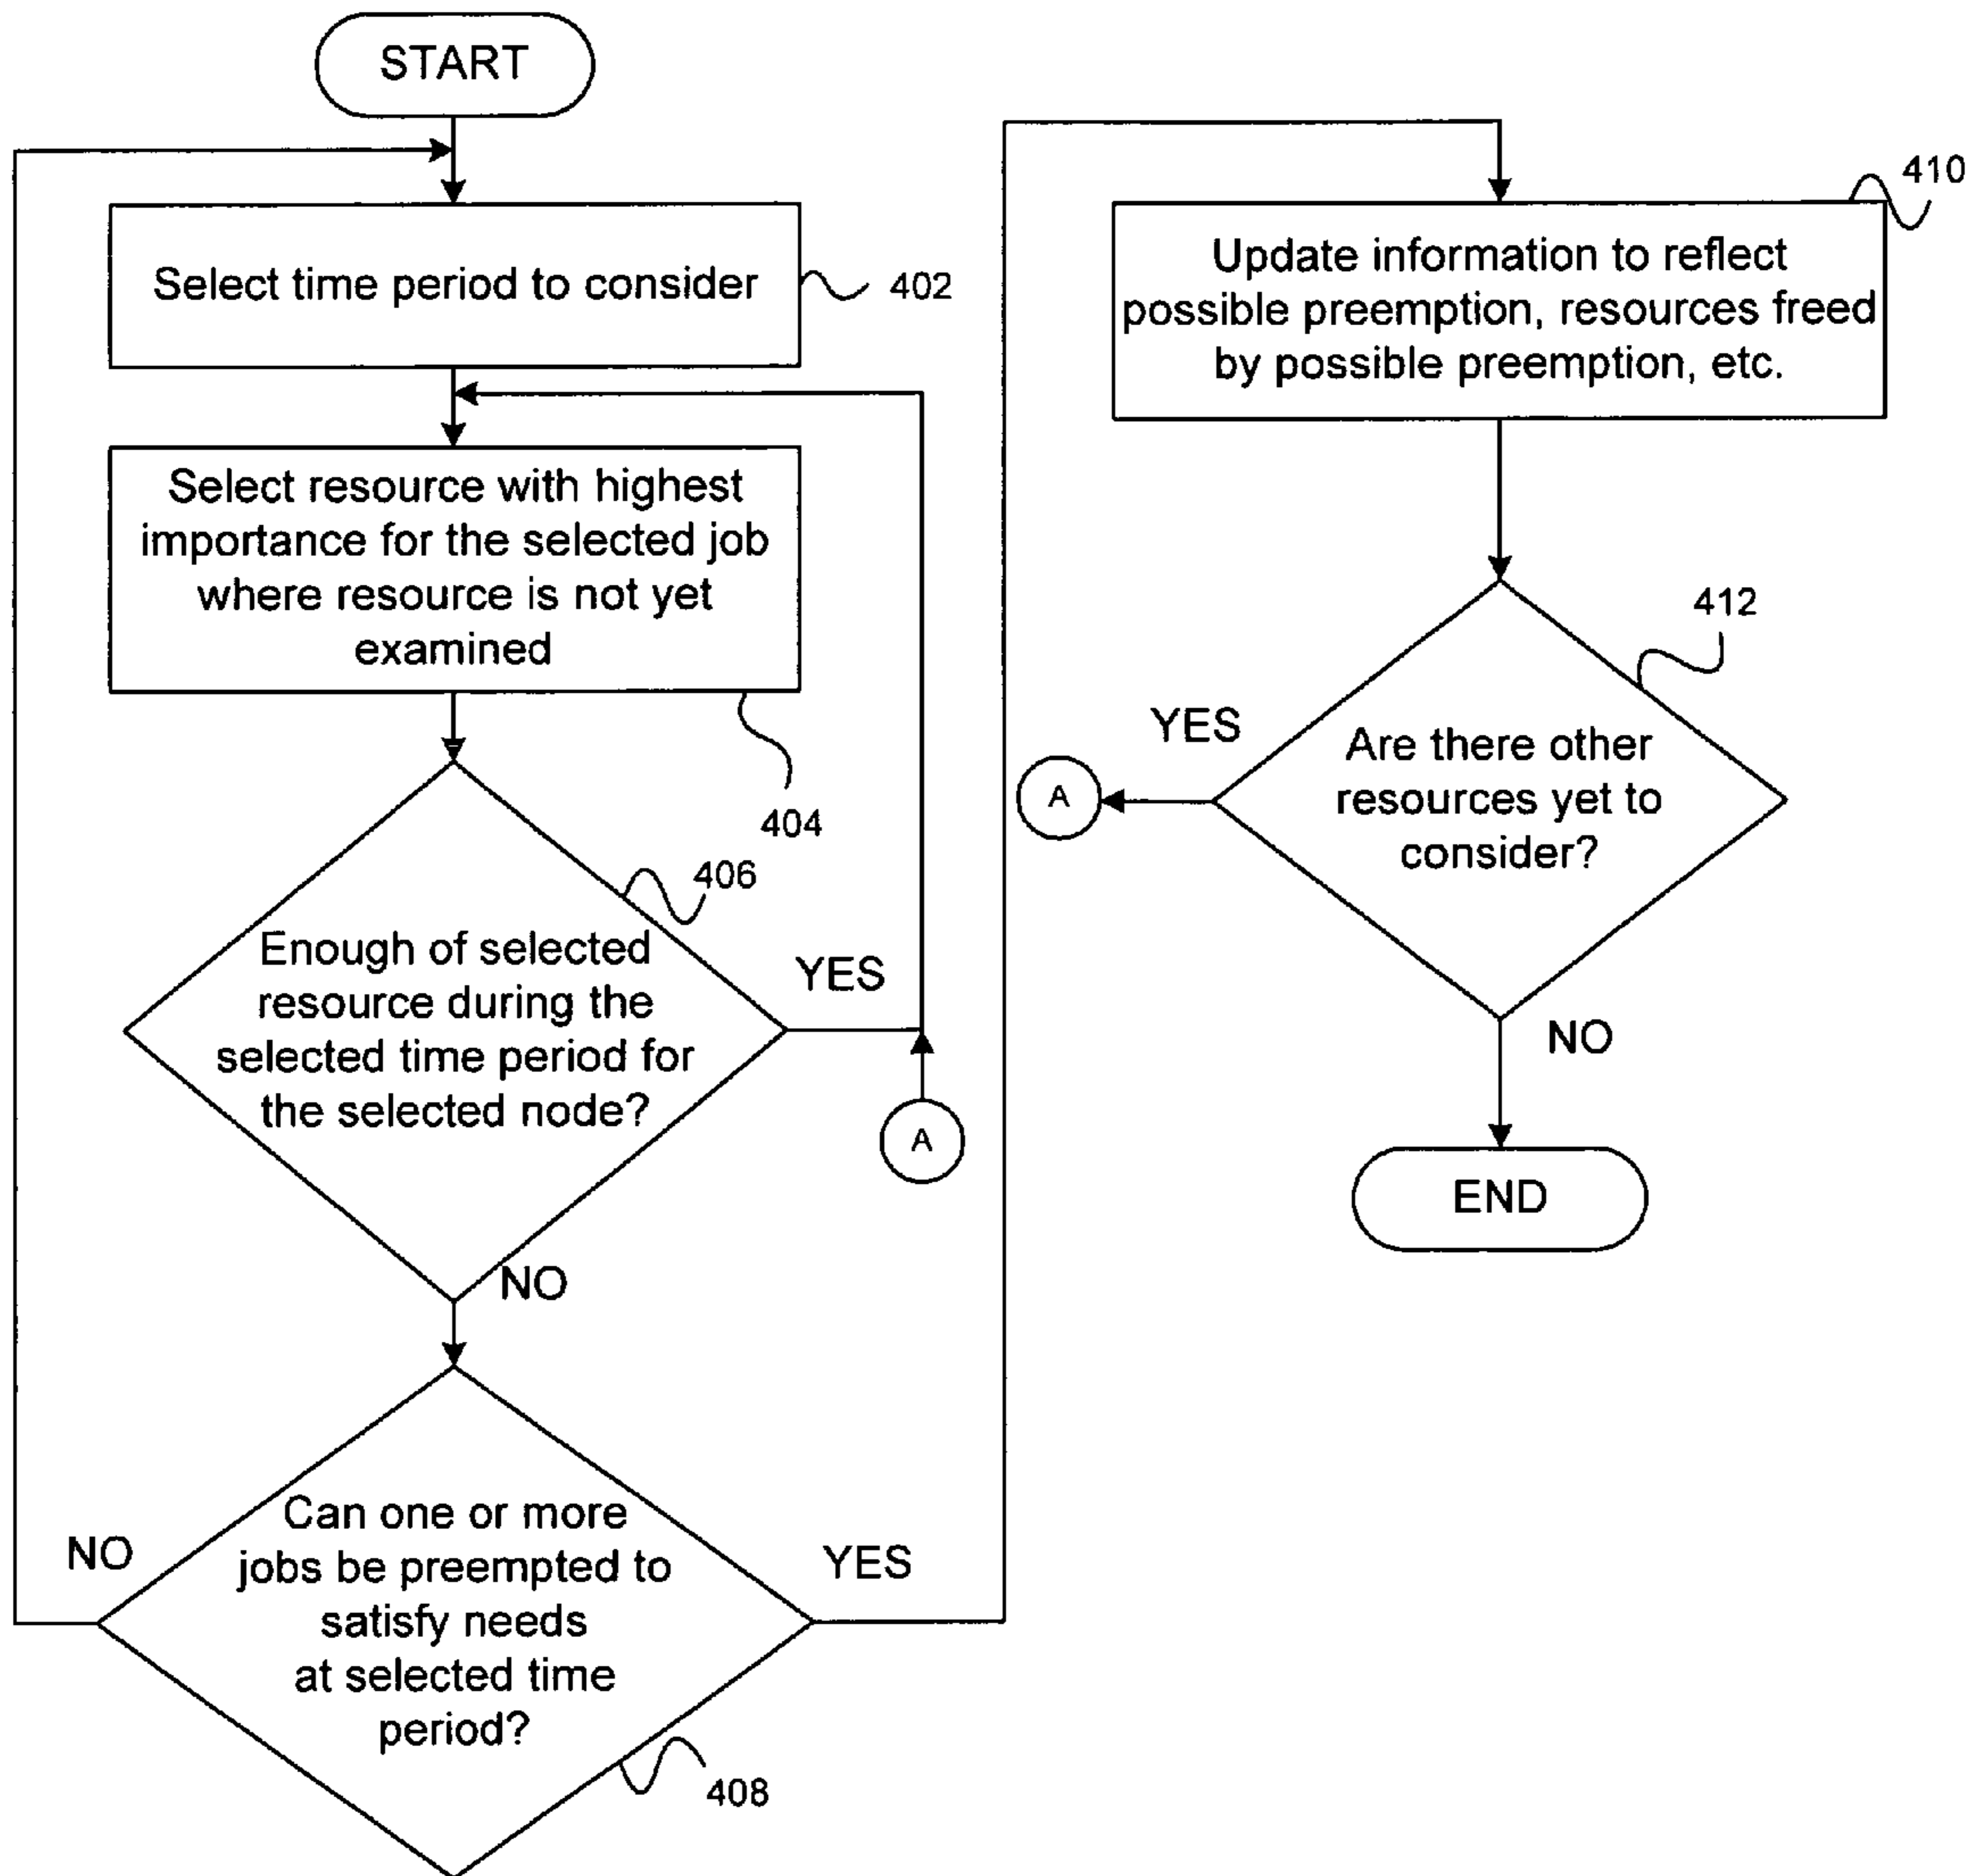 START
Select time period to consider
402
Select resource with highest
importance for the selected job
where resource is not yet
examined
404
406
Enough of selected
resource during the
selected time period for
the selected node?
YES
A
NO
Can one or more
jobs be preempted to
satisfy needs
at selected time
period?
NO
YES
408
410
Update information to reflect
possible preemption, resources freed
by possible preemption, etc.
412
Are there other
resources yet to
consider?
YES
A
NO
END